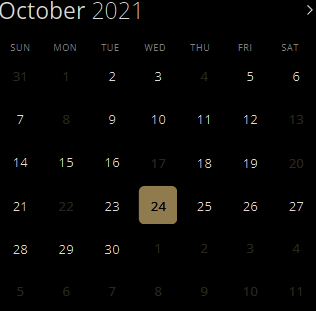 October 2021
SUN MON TUE WED THU FRI SAT
31 1 2 3 4 5 6
7 8 9 10 11 12 13
14 15 16 17 18 19 20
21 22 23 24 25 26 27
28 29 30 1 2 3 4
5 6 7 8 9 10 11